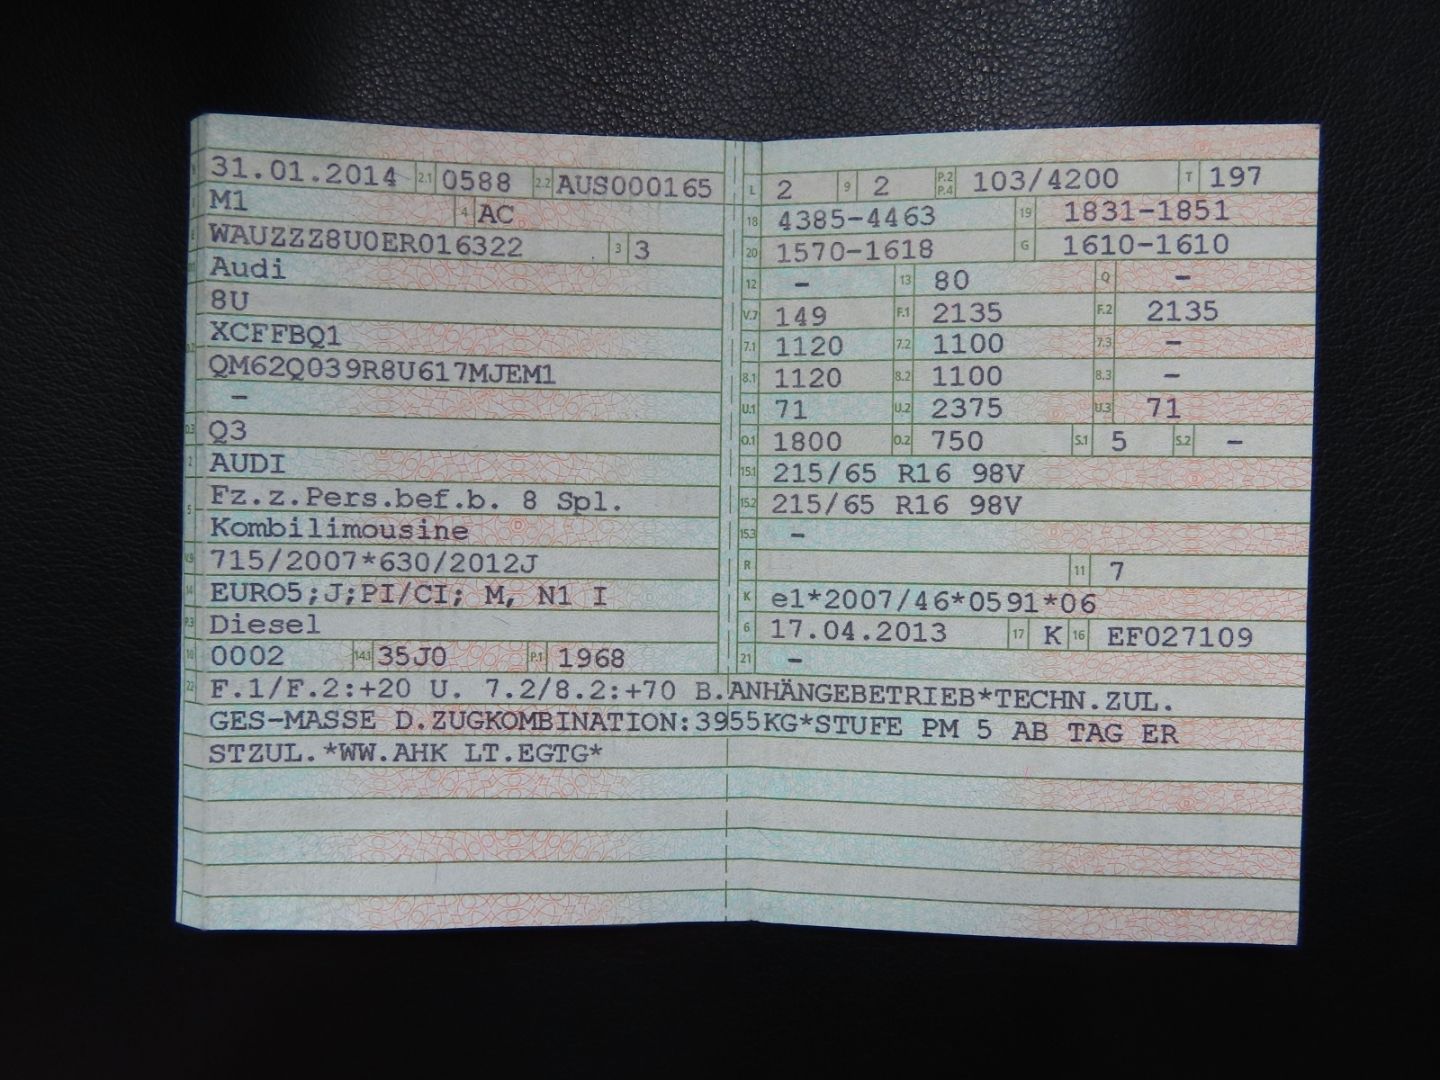 31.01.2014 2.1 0588 2.2 AUS000165
M1 4 AC
WAUZZZ8U0ER016322 3 3
Audi
8U
XCFFBQ1
QM62Q039R8U617MJEM1
–
Q3
2 AUDI
5 Fz.z.Pers.bef.b. 8 Spl.
Kombilimousine
V.9 715/2007*630/2012J
14 EURO5;J;PI/CI; M, N1 I
P.3 Diesel
10 0002 14.1 35J0 P.1 1968
L 2 9 2 P.2 P.4 103/4200 T 197
18 4385-4463 19 1831-1851
20 1570-1618 G 1610-1610
12 – 13 80 Q –
V.7 149 F.1 2135 F.2 2135
7.1 1120 7.2 1100 7.3 –
8.1 1120 8.2 1100 8.3 –
U.1 71 U.2 2375 U.3 71
O.1 1800 O.2 750 S.1 5 S.2 –
15.1 215/65 R16 98V
15.2 215/65 R16 98V
15.3 –
R 11 7
K e1*2007/46*0591*06
6 17.04.2013 17 K 16 EF027109
21 –
22 F.1/F.2:+20 U. 7.2/8.2:+70 B.ANHÄNGEBETRIEB*TECHN.ZUL.
GES-MASSE D.ZUGKOMBINATION:3955KG*STUFE PM 5 AB TAG ER
STZUL.*WW.AHK LT.EGTG*